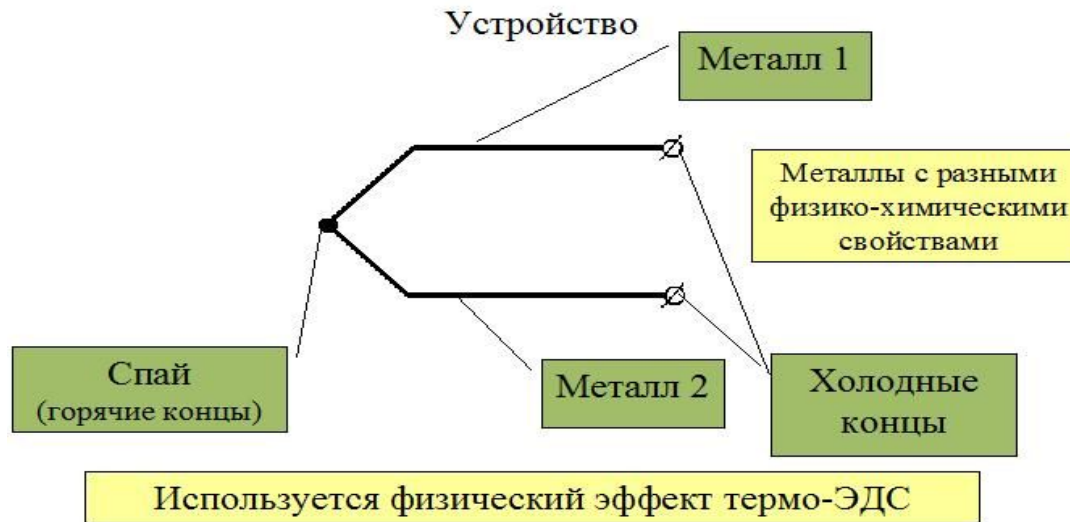 Устройство
Металл 1
Металлы с разными
физико-химическими
свойствами
Спай
(горячие концы)
Металл 2
Холодные
концы
Используется физический эффект термо-ЭДС